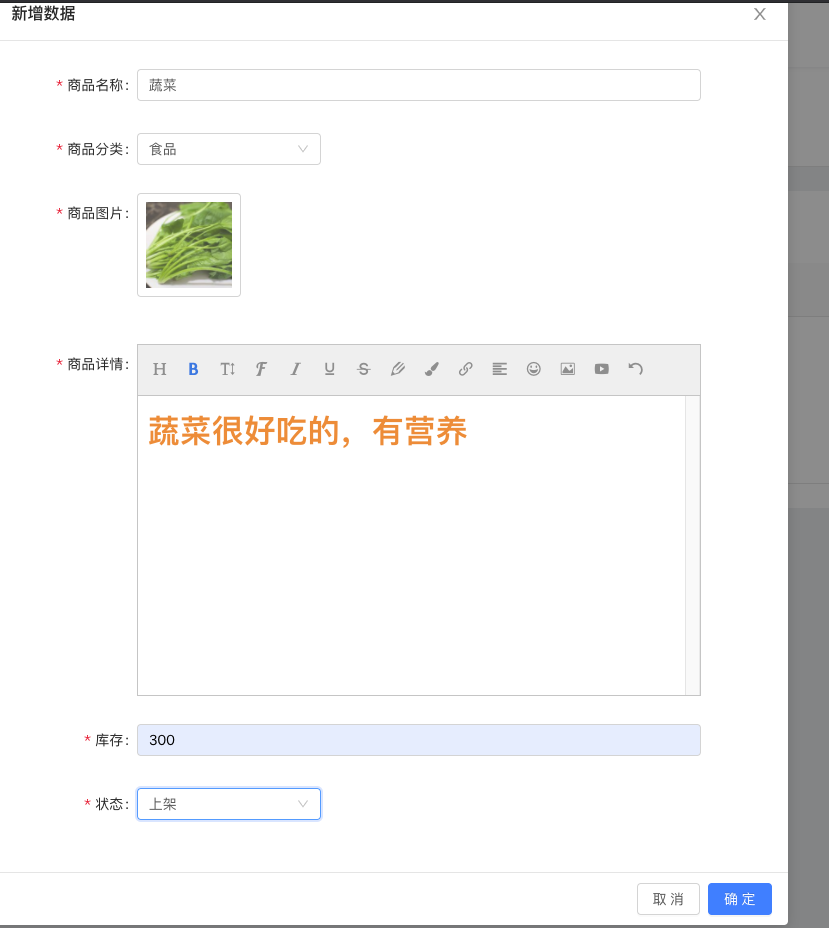 新增数据
* 商品名称：蔬菜
* 商品分类：食品
* 商品图片：
* 商品详情：
H B T F I U S
蔬菜很好吃的，有营养
* 库存：300
* 状态：上架
取 消 确 定